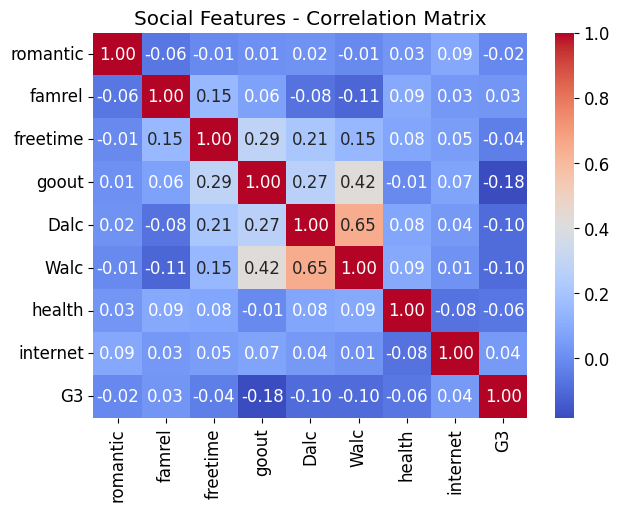 Social Features - Correlation Matrix
romantic 1.00 -0.06 -0.01 0.01 0.02 -0.01 0.03 0.09 -0.02
famrel -0.06 1.00 0.15 0.06 -0.08 -0.11 0.09 0.03 0.03
freetime -0.01 0.15 1.00 0.29 0.21 0.15 0.08 0.05 -0.04
goout 0.01 0.06 0.29 1.00 0.27 0.42 -0.01 0.07 -0.18
Dalc 0.02 -0.08 0.21 0.27 1.00 0.65 0.08 0.04 -0.10
Walc -0.01 -0.11 0.15 0.42 0.65 1.00 0.09 0.01 -0.10
health 0.03 0.09 0.08 -0.01 0.08 0.09 1.00 -0.08 -0.06
internet 0.09 0.03 0.05 0.07 0.04 0.01 -0.08 1.00 0.04
G3 -0.02 0.03 -0.04 -0.18 -0.10 -0.10 -0.06 0.04 1.00
romantic famrel freetime goout Dalc Walc health internet G3
1.0
0.8
0.6
0.4
0.2
0.0